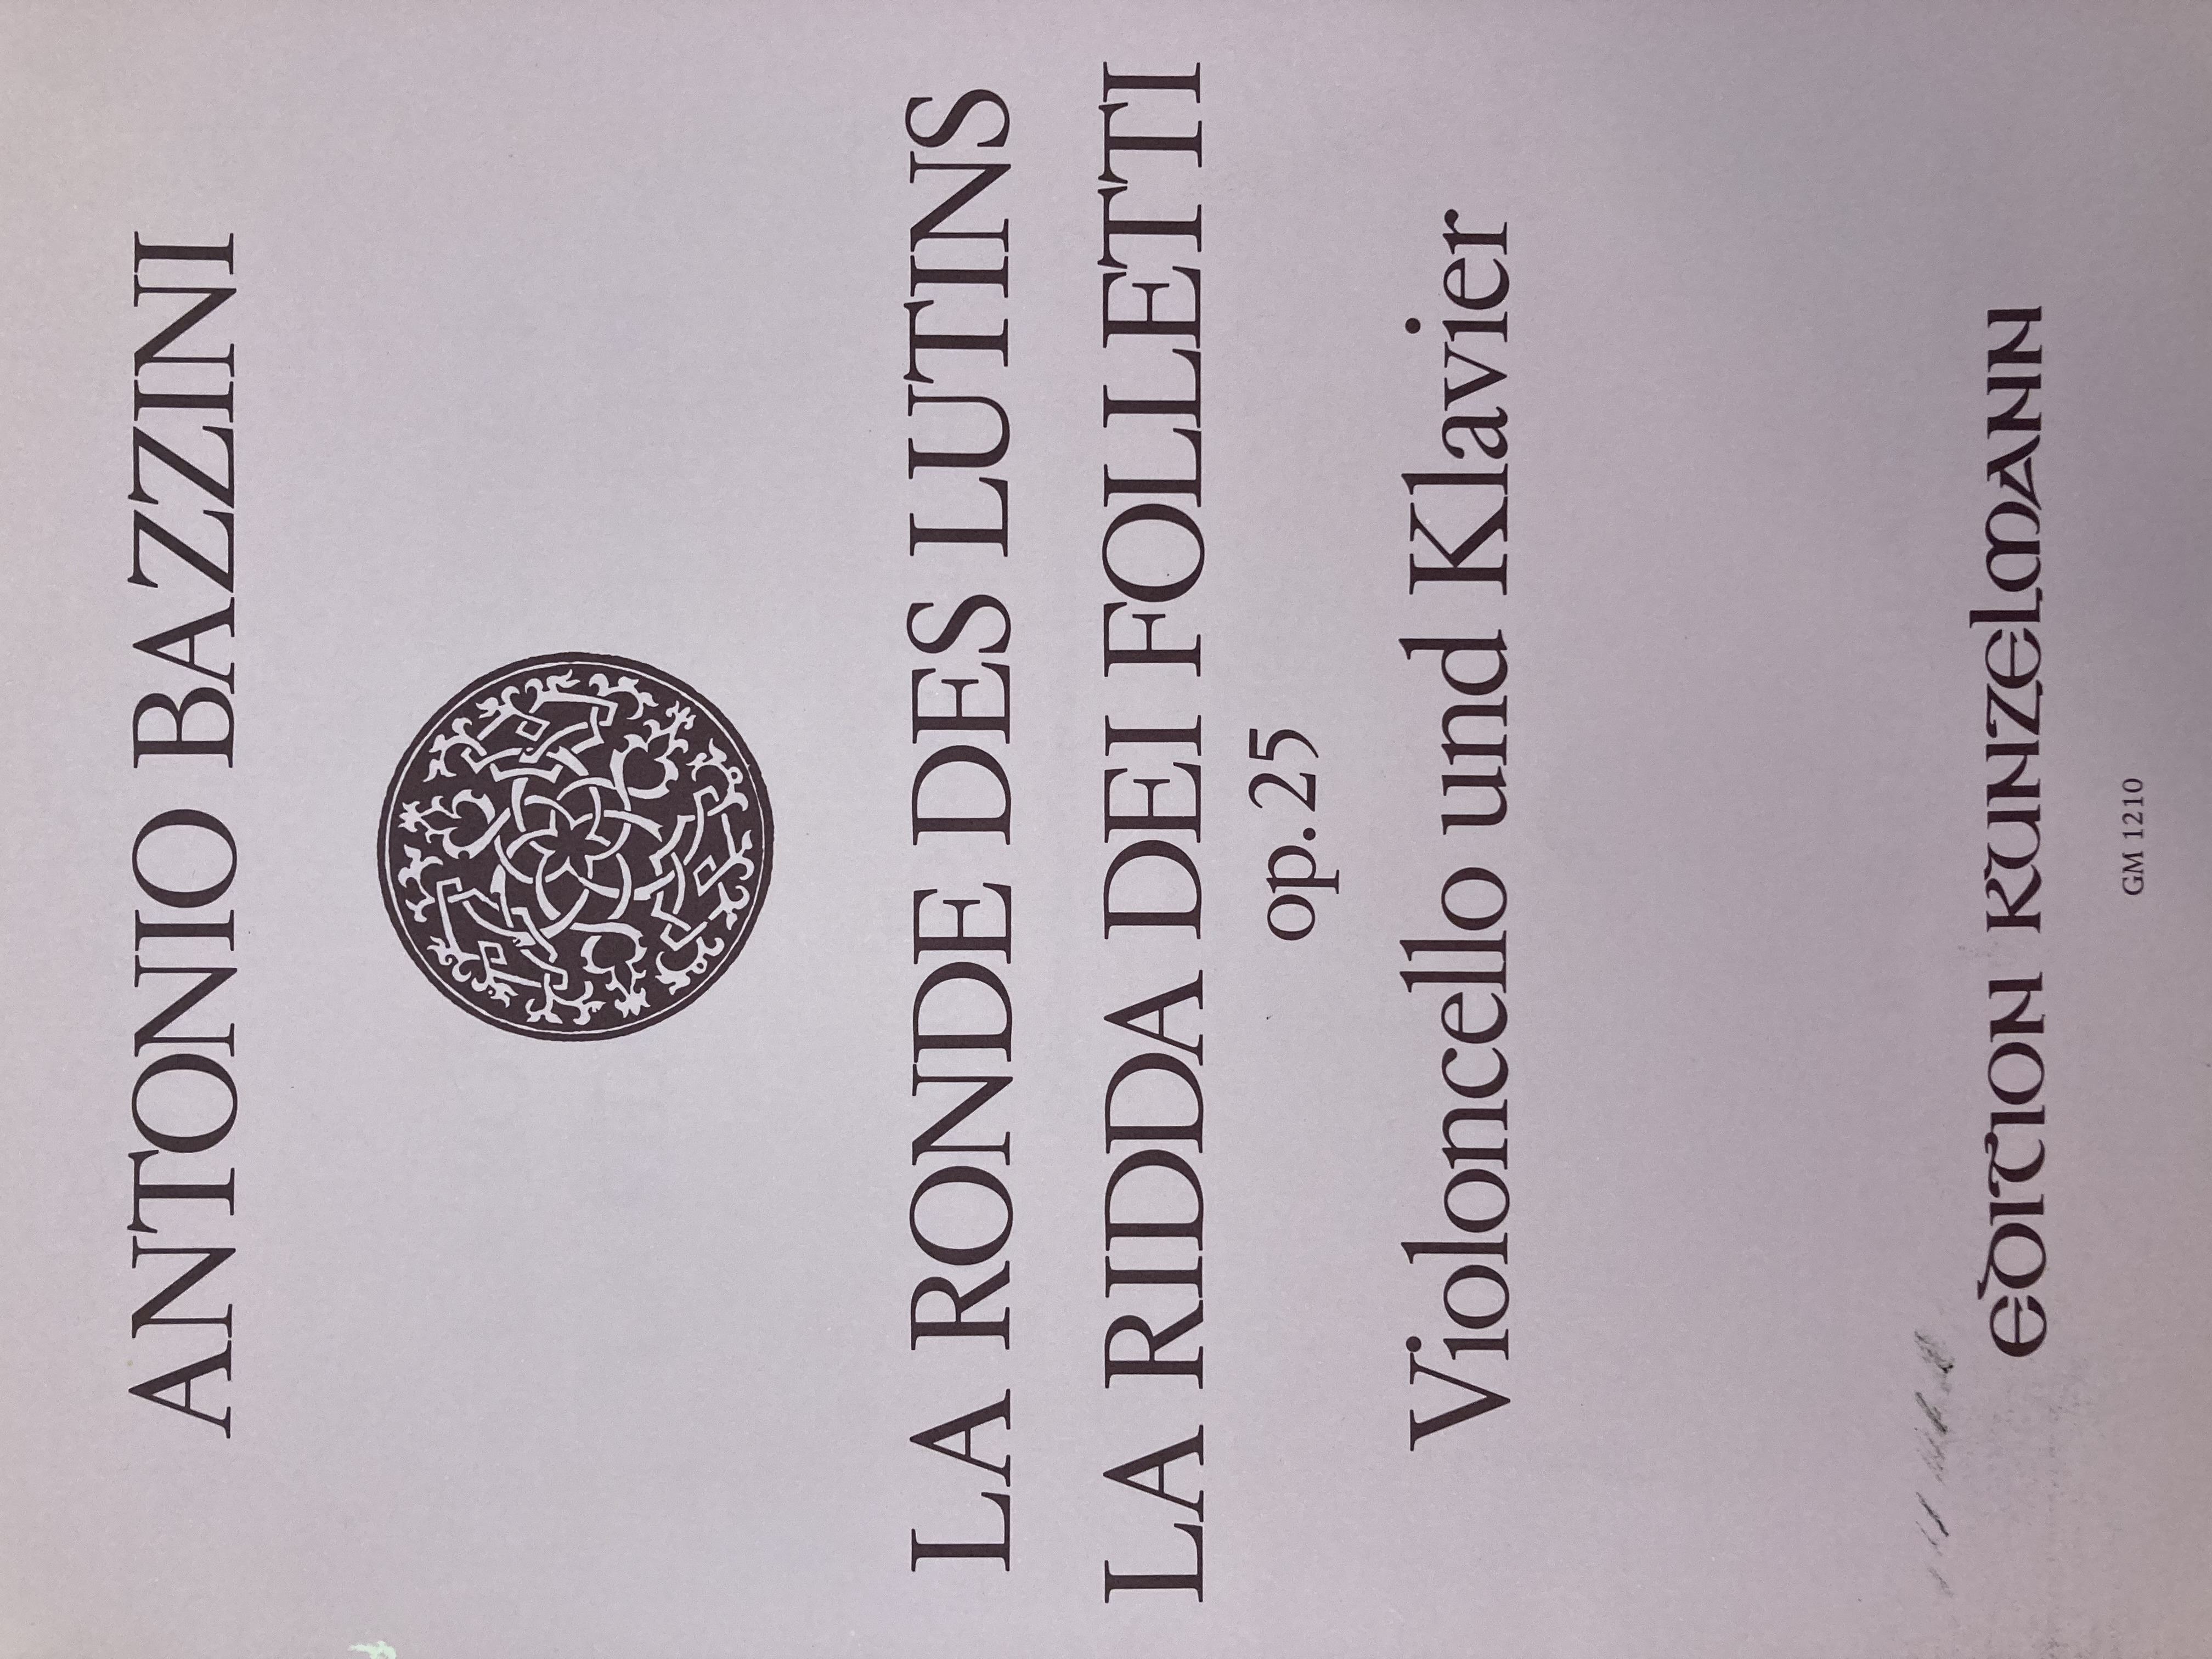 ANTONIO BAZZINI
LA RONDE DES LUTINS
LA RIDDA DEI FOLLETTI
op. 25
Violoncello und Klavier
EDITION KUNZELMANN
GM 1210